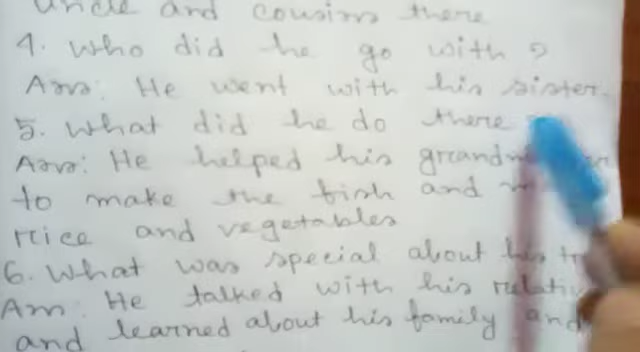 uncle and cousins there
4. Who did he go with ?
Ans: He went with his sister.
5. What did he do there
Ans: He helped his
to make the fish and
rice and vegetables
6. What was special about his
Ans: He talked with his
and learned about his family and